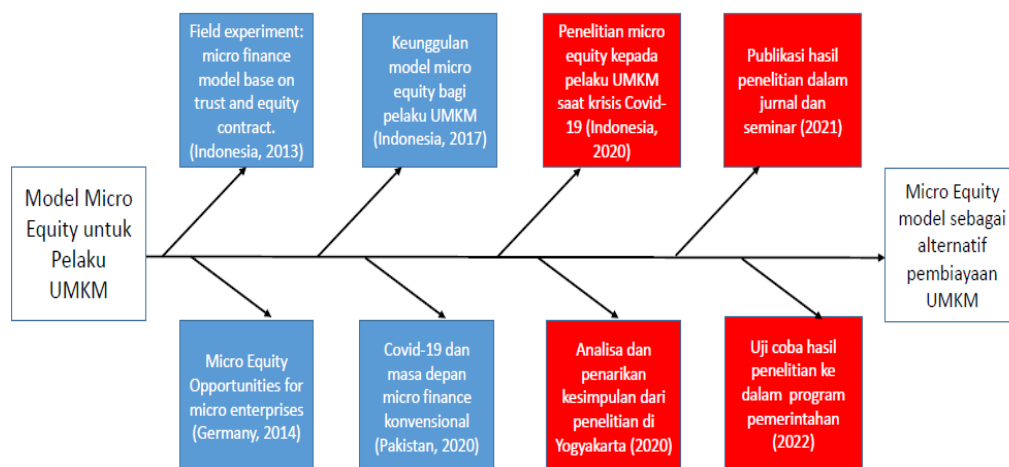 Field experiment:
micro finance
model base on
trust and equity
contract.
(Indonesia, 2013)
Keunggulan
model micro
equity bagi
pelaku UMKM
(Indonesia, 2017)
Penelitian micro
equity kepada
pelaku UMKM
saat krisis Covid-
19 (Indonesia,
2020)
Publikasi hasil
penelitian dalam
jurnal dan
seminar (2021)
Model Micro
Equity untuk
Pelaku
UMKM
Micro Equity
model sebagai
alternatif
pembiayaan
UMKM
Micro Equity
Opportunities for
micro enterprises
(Germany, 2014)
Covid-19 dan
masa depan
micro finance
konvensional
(Pakistan, 2020)
Analisa dan
penarikan
kesimpulan dari
penelitian di
Yogyakarta (2020)
Uji coba hasil
penelitian ke
dalam program
pemerintahan
(2022)